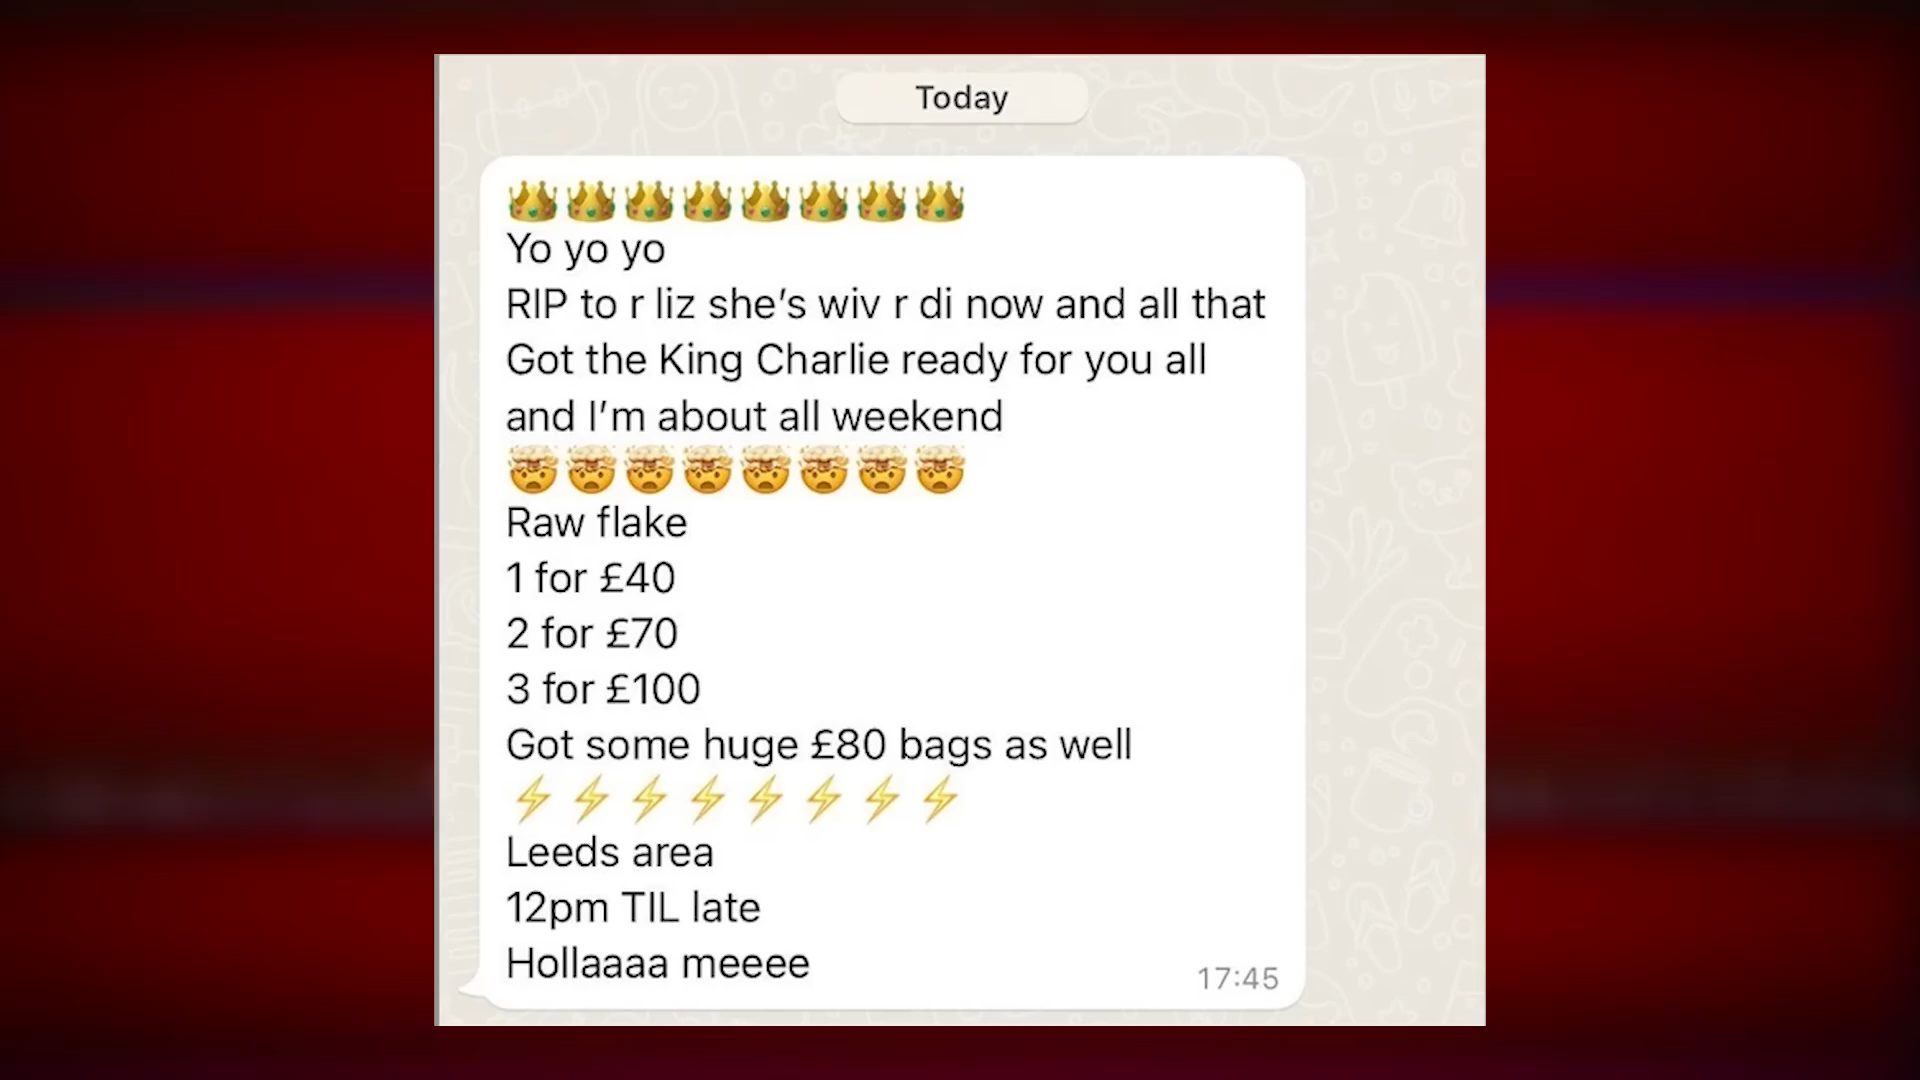 Today
👑👑👑👑👑👑👑👑
Yo yo yo
RIP to r liz she’s wiv r di now and all that
Got the King Charlie ready for you all
and I’m about all weekend
🤯🤯🤯🤯🤯🤯🤯🤯
Raw flake
1 for £40
2 for £70
3 for £100
Got some huge £80 bags as well
⚡⚡⚡⚡⚡⚡⚡⚡
Leeds area
12pm TIL late
Hollaaaa meeee
17:45